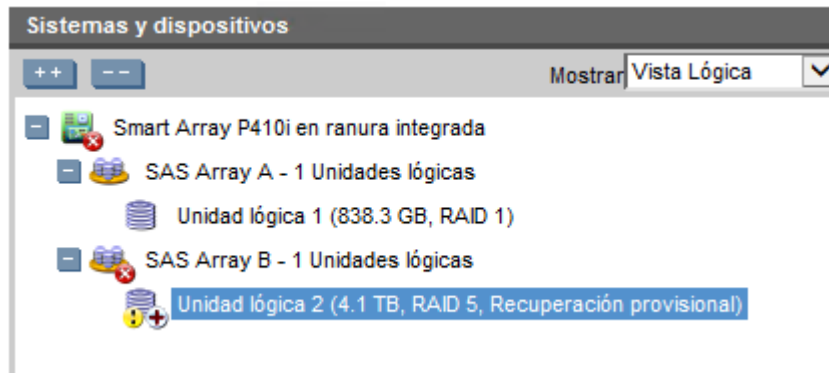 Sistemas y dispositivos
++ -- Mostrar Vista Lógica
Smart Array P410i en ranura integrada
SAS Array A - 1 Unidades lógicas
Unidad lógica 1 (838.3 GB, RAID 1)
SAS Array B - 1 Unidades lógicas
Unidad lógica 2 (4.1 TB, RAID 5, Recuperación provisional)